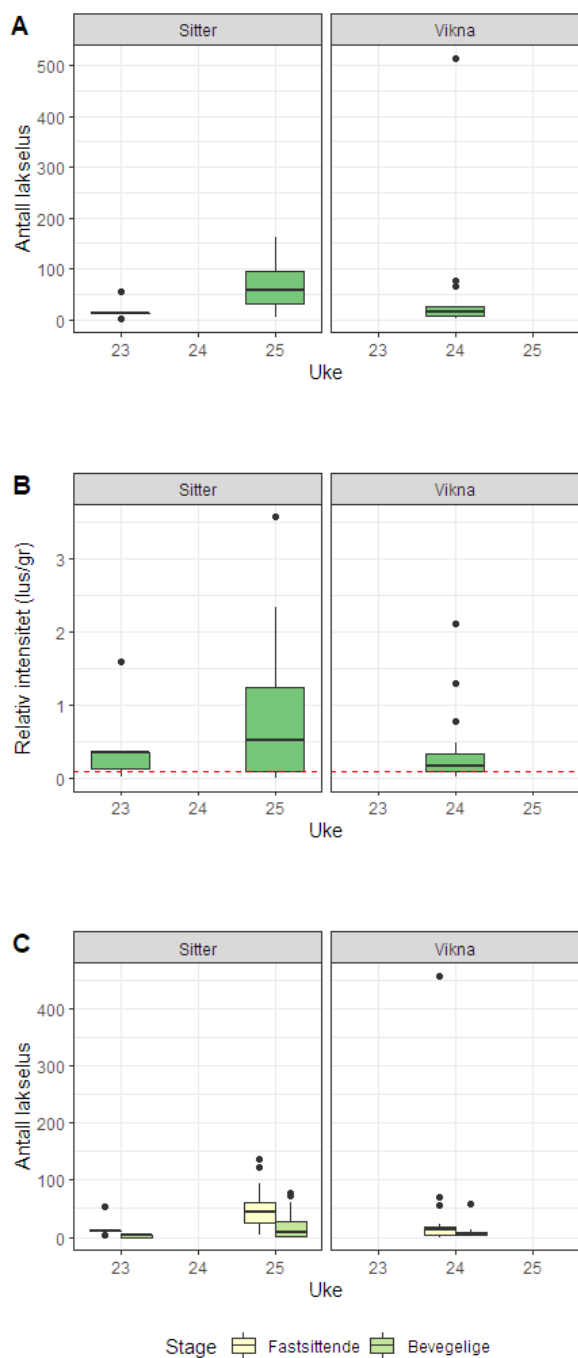 A
Sitter
Vikna
Antall lakselus
500
400
300
200
100
0
23 24 25
23 24 25
Uke
Uke
B
Sitter
Vikna
Relativ intensitet (lus/gr)
3
2
1
0
23 24 25
23 24 25
Uke
Uke
C
Sitter
Vikna
Antall lakselus
400
300
200
100
0
23 24 25
23 24 25
Uke
Stage Fastsittende Bevegelige